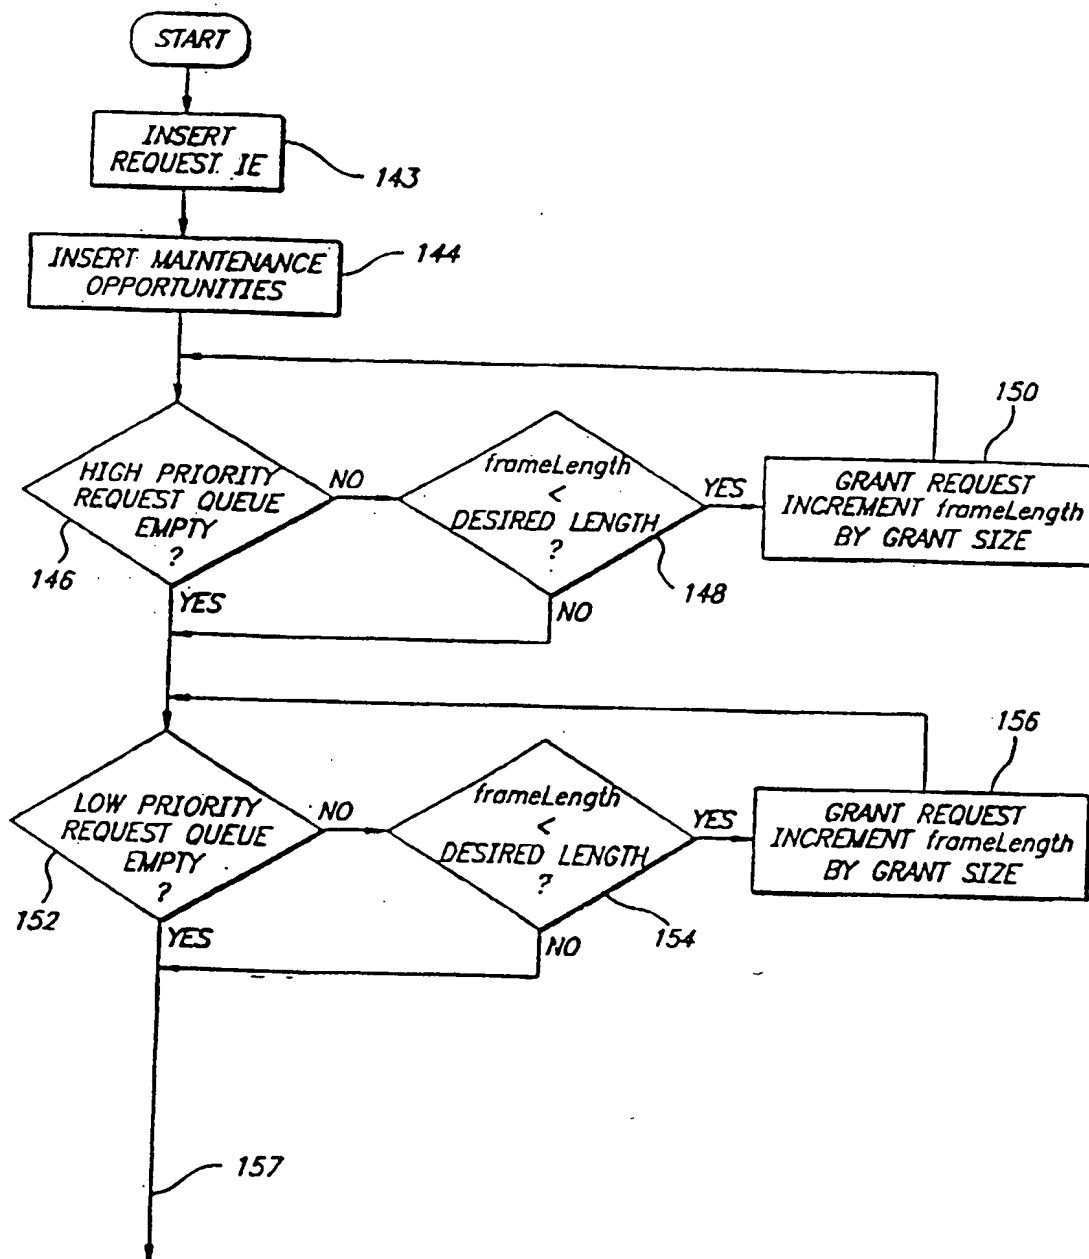 START
INSERT
REQUEST IE
143
INSERT MAINTENANCE
OPPORTUNITIES
144
HIGH PRIORITY
REQUEST QUEUE
EMPTY
?
146
NO
YES
frameLength
<
DESIRED LENGTH
?
148
YES
NO
150
GRANT REQUEST
INCREMENT frameLength
BY GRANT SIZE
LOW PRIORITY
REQUEST QUEUE
EMPTY
?
152
NO
YES
frameLength
<
DESIRED LENGTH
?
154
YES
NO
156
GRANT REQUEST
INCREMENT frameLength
BY GRANT SIZE
157